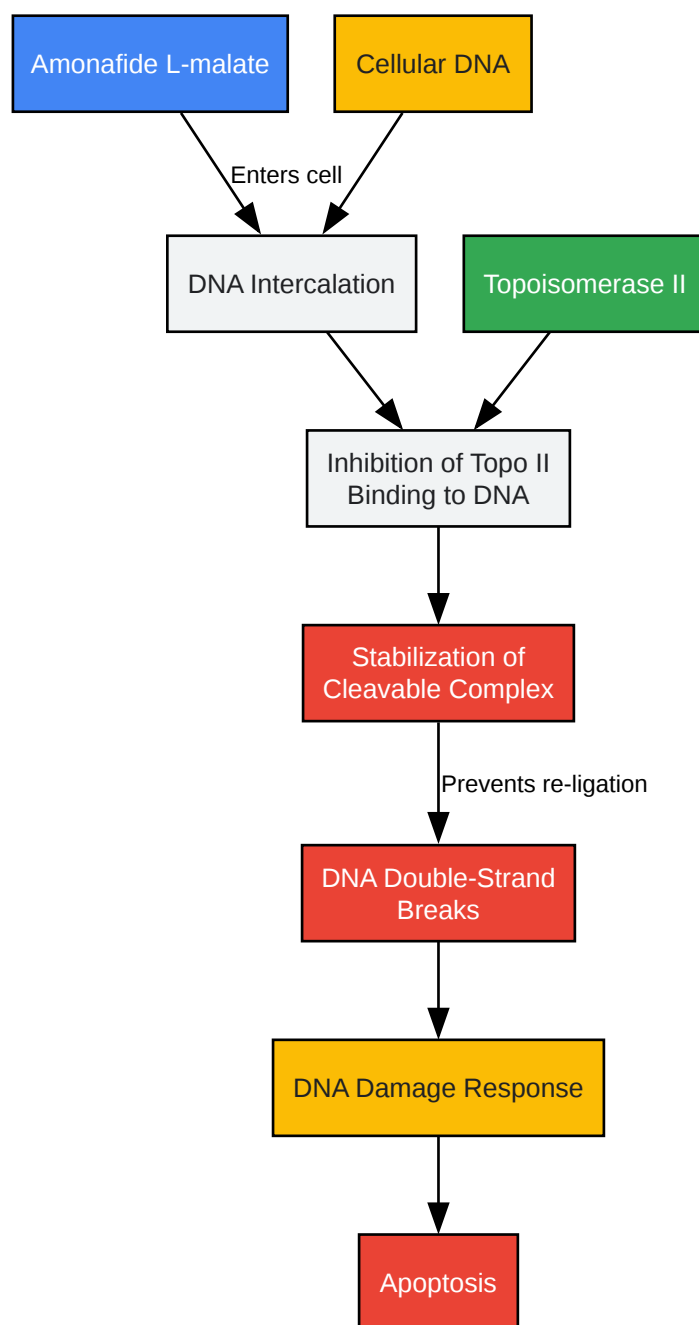 Amonafide L-malate
Cellular DNA
Enters cell
DNA Intercalation
Topoisomerase II
Inhibition of Topo II
Binding to DNA
Stabilization of
Cleavable Complex
Prevents re-ligation
DNA Double-Strand
Breaks
DNA Damage Response
Apoptosis